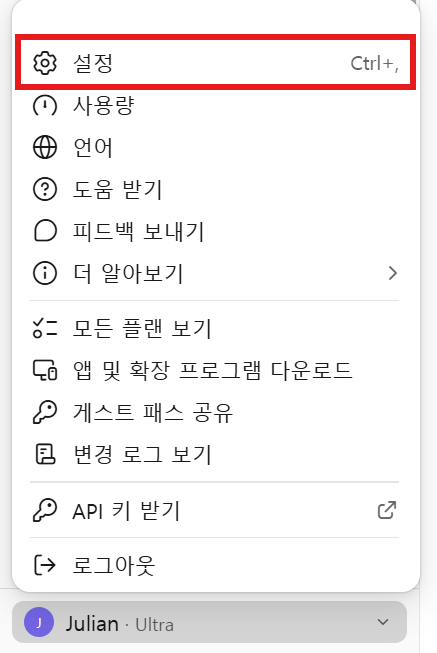 설정 Ctrl+,
사용량
언어
도움 받기
피드백 보내기
더 알아보기
모든 플랜 보기
앱 및 확장 프로그램 다운로드
게스트 패스 공유
변경 로그 보기
API 키 받기
로그아웃
J Julian · Ultra